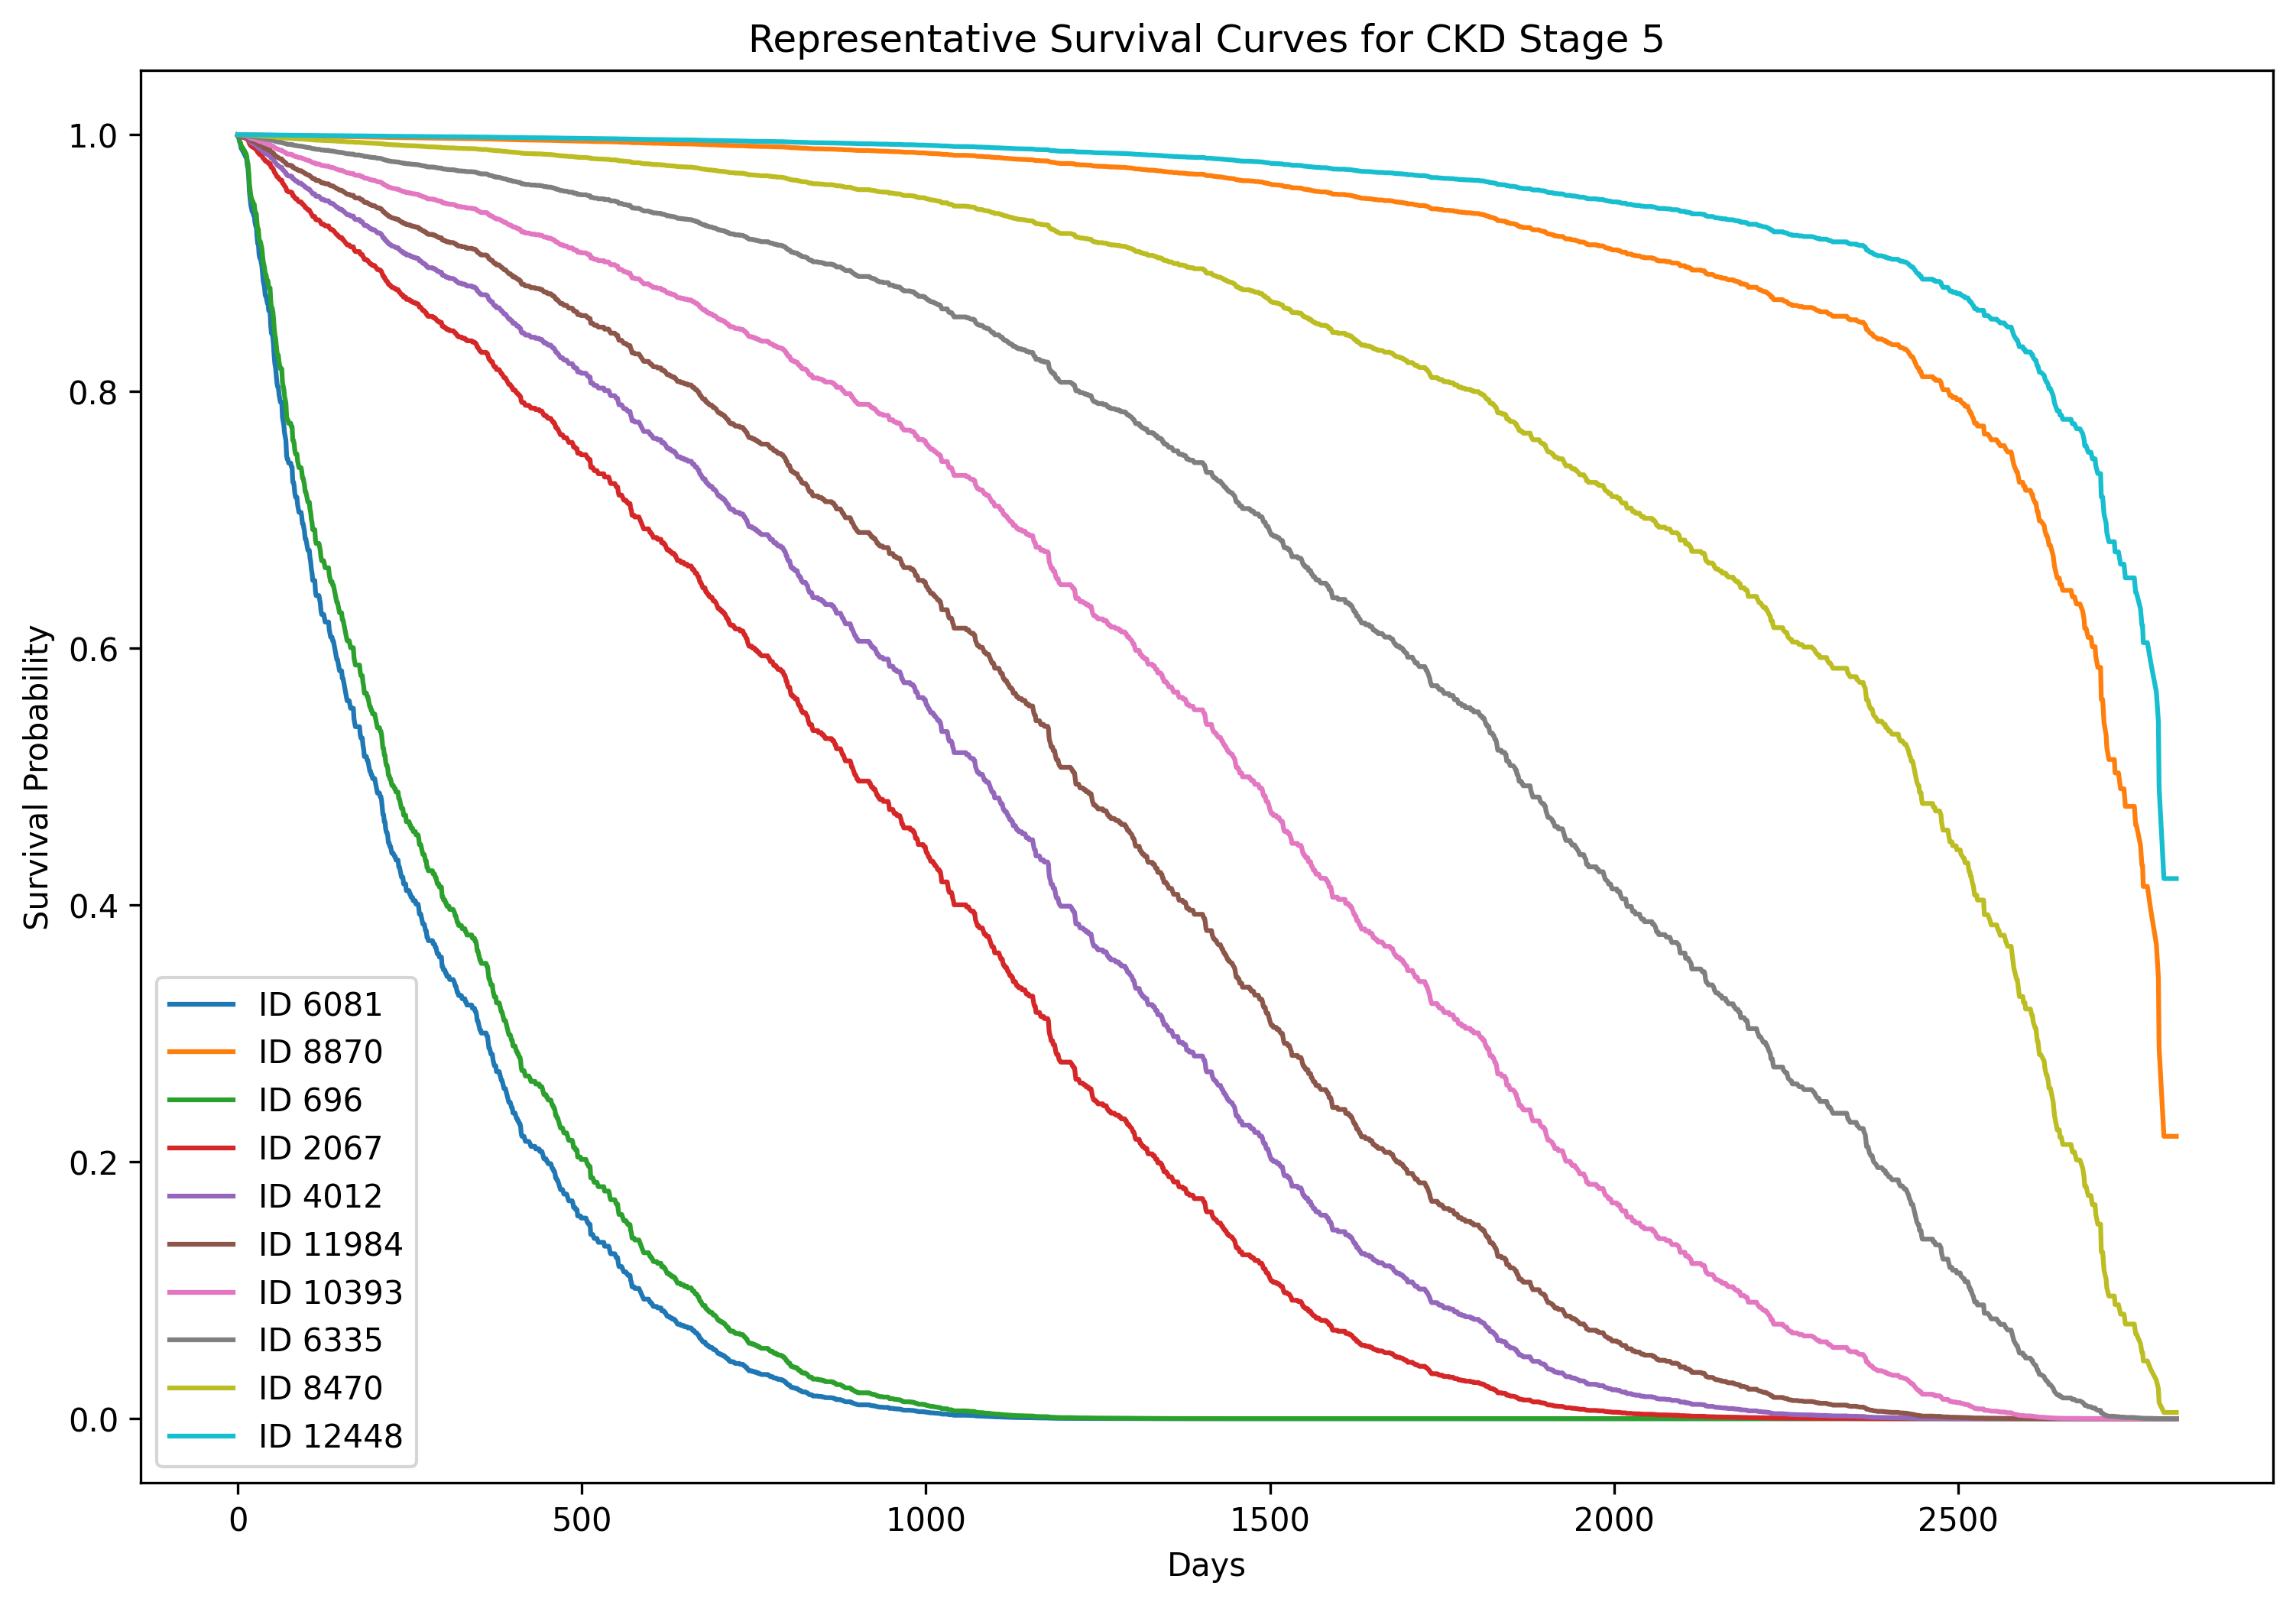 Representative Survival Curves for CKD Stage 5
Survival Probability
1.0
0.8
0.6
0.4
0.2
0.0
ID 6081
ID 8870
ID 696
ID 2067
ID 4012
ID 11984
ID 10393
ID 6335
ID 8470
ID 12448
0 500 1000 1500 2000 2500
Days